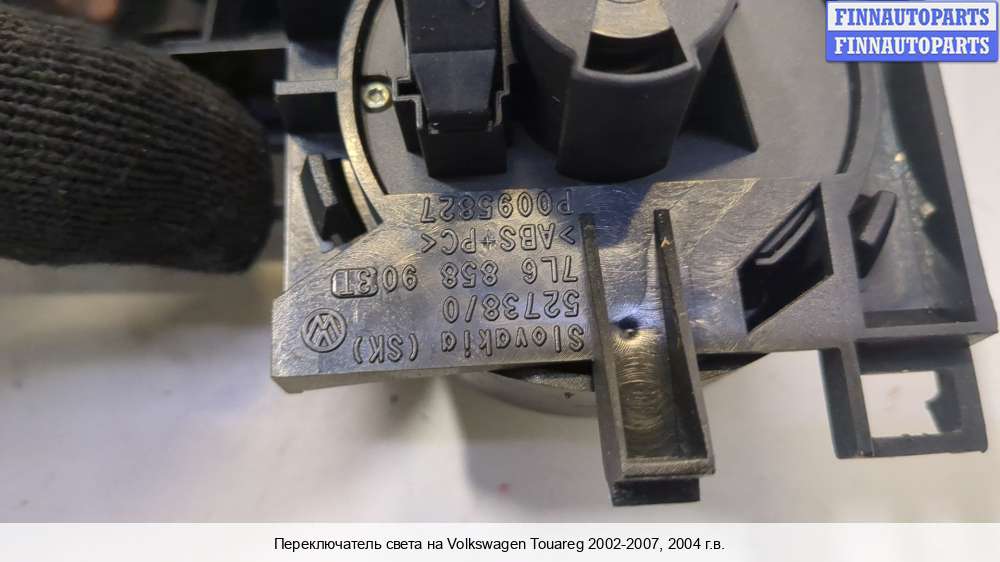 FINNAUTOPARTS
FINNAUTOPARTS
Slovakia (SK)
52738/0
7L6 858 903T
>ABS+PC<
P0095827
Переключатель света на Volkswagen Touareg 2002-2007, 2004 г.в.